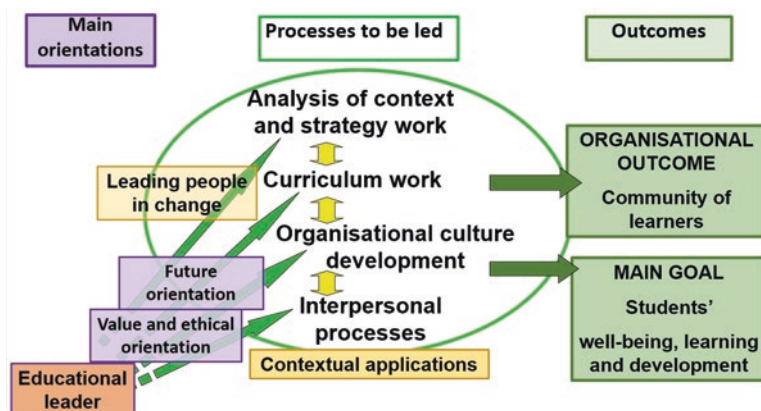 Main
orientations
Processes to be led
Outcomes
Analysis of context
and strategy work
Leading people
in change
Curriculum work
Organisational culture
development
Future
orientation
Value and ethical
orientation
Interpersonal
processes
Educational
leader
Contextual applications
ORGANISATIONAL
OUTCOME
Community of
learners
MAIN GOAL
Students’
well-being, learning
and development